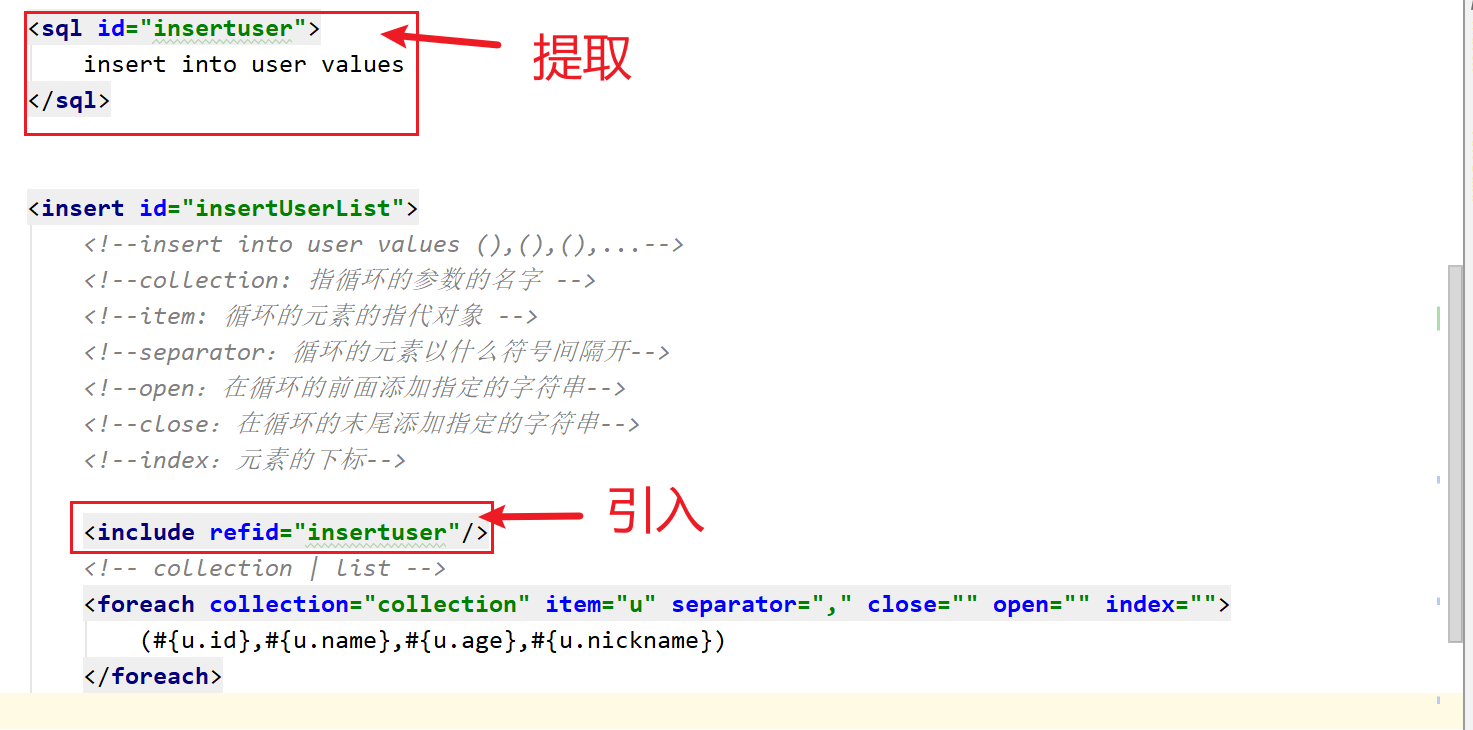 <sql id="insertuser">
提取
insert into user values
</sql>
<insert id="insertUserList">
<!--insert into user values (),(),(),...-->
<!--collection: 指循环的参数的名字 -->
<!--item: 循环的元素的指代对象 -->
<!--separator: 循环的元素以什么符号间隔开-->
<!--open: 在循环的前面添加指定的字符串-->
<!--close: 在循环的末尾添加指定的字符串-->
<!--index: 元素的下标-->
引入
<include refid="insertuser"/>
<!-- collection | list -->
<foreach collection="collection" item="u" separator="," close="" open="" index="">
(#{u.id},#{u.name},#{u.age},#{u.nickname})
</foreach>